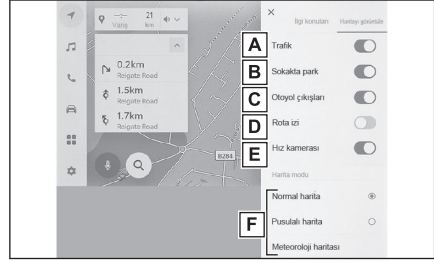 Varış
21
km
0.2km
Reigate Road
1.5km
Reigate Road
1.7km
Reigate Road
B284
İlgi konuları
Haritayı görüntüle
A
Trafik
B
Sokakta park
C
Otoyol çıkışları
D
Rota izi
E
Hız kamerası
Harita modu
Normal harita
F
Pusulalı harita
Meteoroloji haritası